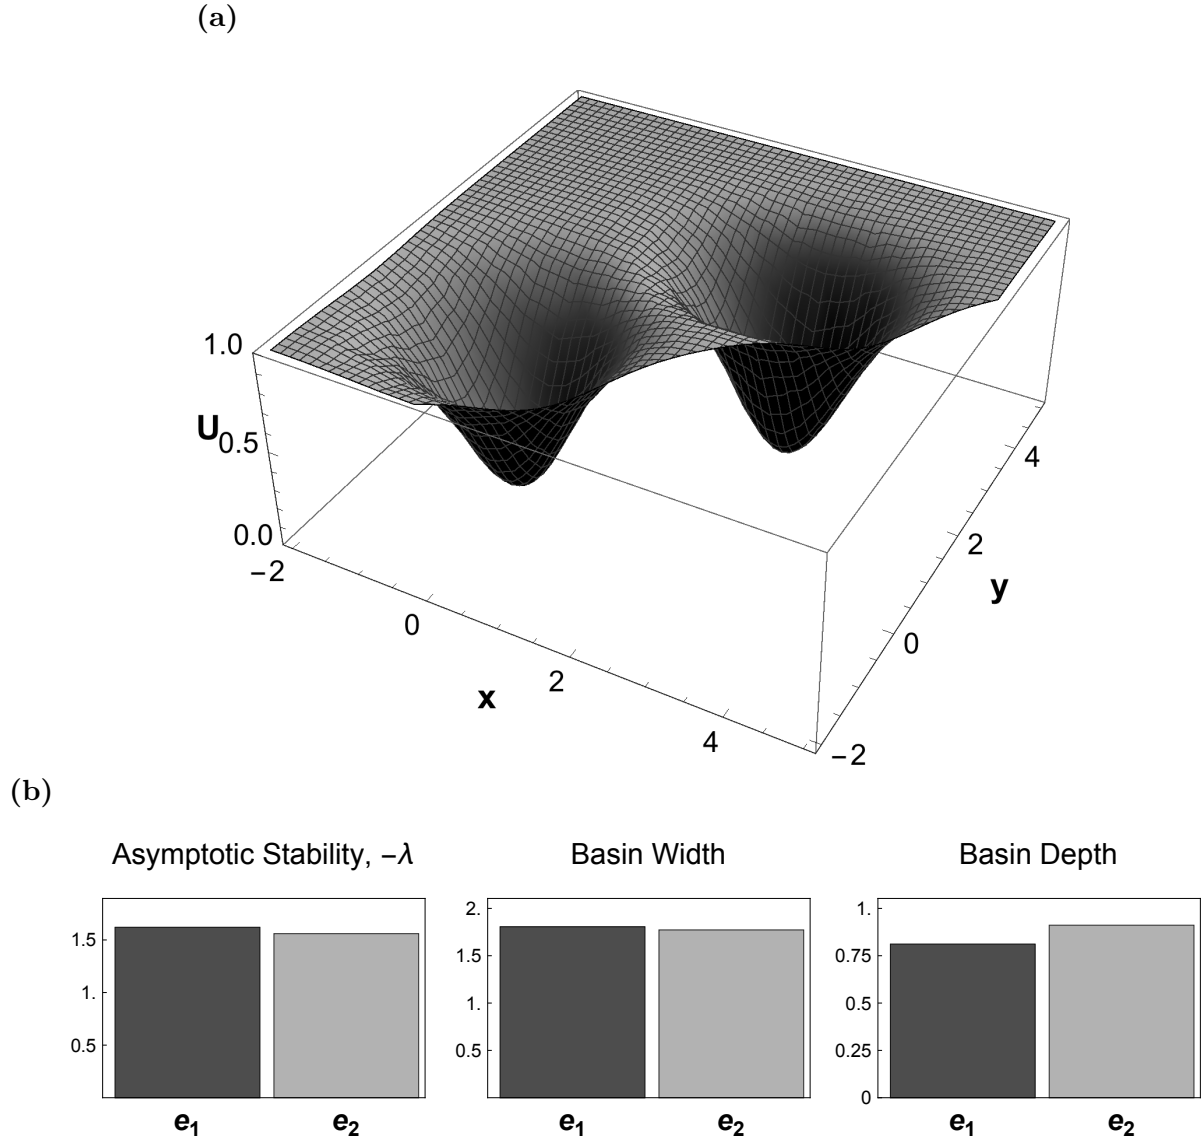 (a)
1.0
U
0.5
0.0
−2
0
2
4
x
−2
0
2
4
y
(b)
Asymptotic Stability, −λ
1.5
1.
0.5
e1 e2
Basin Width
2.
1.5
1.
0.5
e1 e2
Basin Depth
1.
0.75
0.5
0.25
0
e1 e2